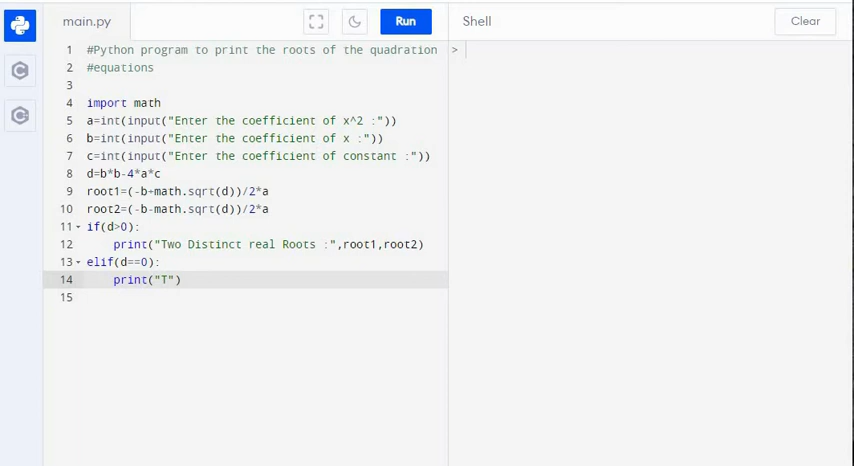 main.py
Run
Shell
Clear
1 #Python program to print the roots of the quadration
2 #equations
3
4 import math
5 a=int(input("Enter the coefficient of x^2 :"))
6 b=int(input("Enter the coefficient of x :"))
7 c=int(input("Enter the coefficient of constant :"))
8 d=b*b-4*a*c
9 root1=(-b+math.sqrt(d))/2*a
10 root2=(-b-math.sqrt(d))/2*a
11 if(d>0):
12     print("Two Distinct real Roots :",root1,root2)
13 elif(d==0):
14     print("T")
15
>